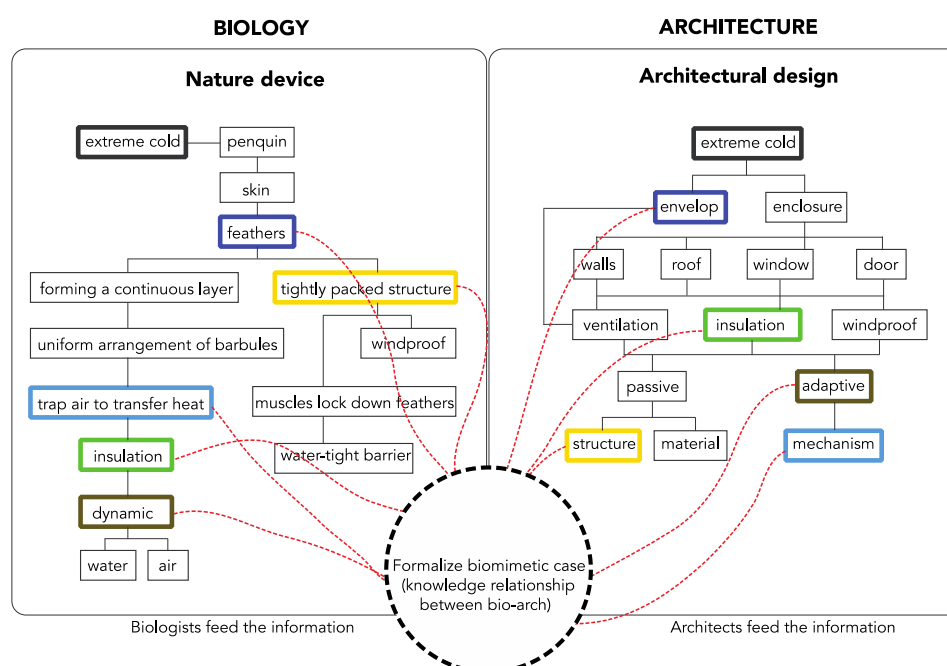 BIOLOGY
Nature device
extreme cold
penquin
skin
feathers
forming a continuous layer
tightly packed structure
uniform arrangement of barbules
windproof
trap air to transfer heat
muscles lock down feathers
insulation
water-tight barrier
dynamic
water
air
Biologists feed the information
ARCHITECTURE
Architectural design
extreme cold
envelop
enclosure
walls
roof
window
door
ventilation
insulation
windproof
passive
adaptive
structure
material
mechanism
Architects feed the information
Formalize biomimetic case
(knowledge relationship
between bio-arch)